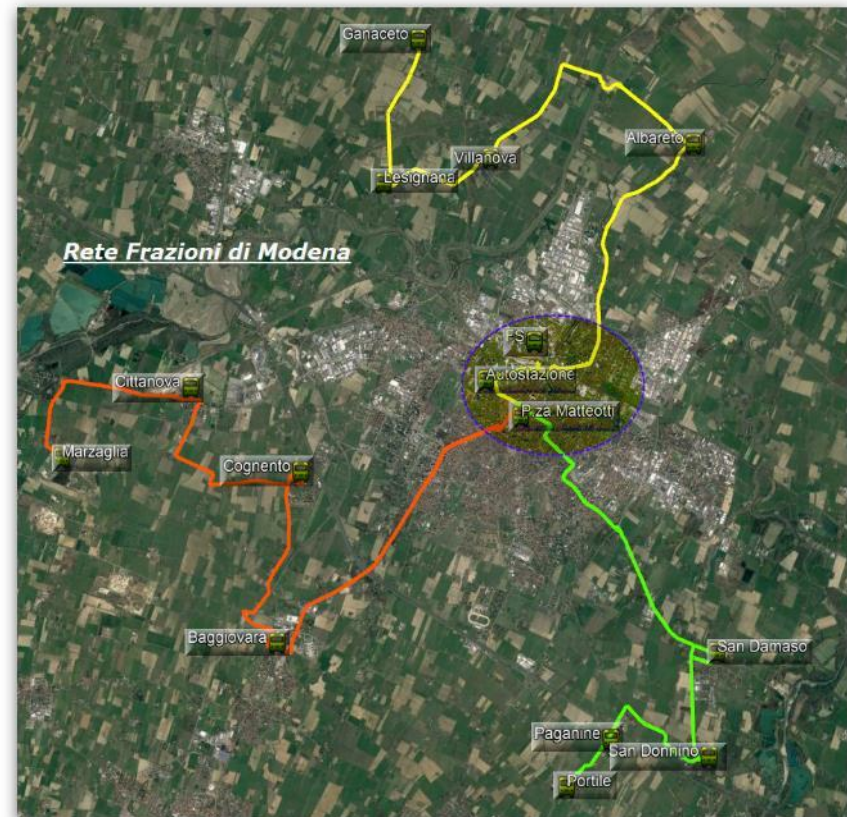 Ganaceto
Albareto
Villanova
Lesignana
Rete Frazioni di Modena
FS
Autostazione
Cittanova
P.za Matteotti
Marzaglia
Cognento
Baggiovara
San Damaso
Paganine
San Donnino
Portile